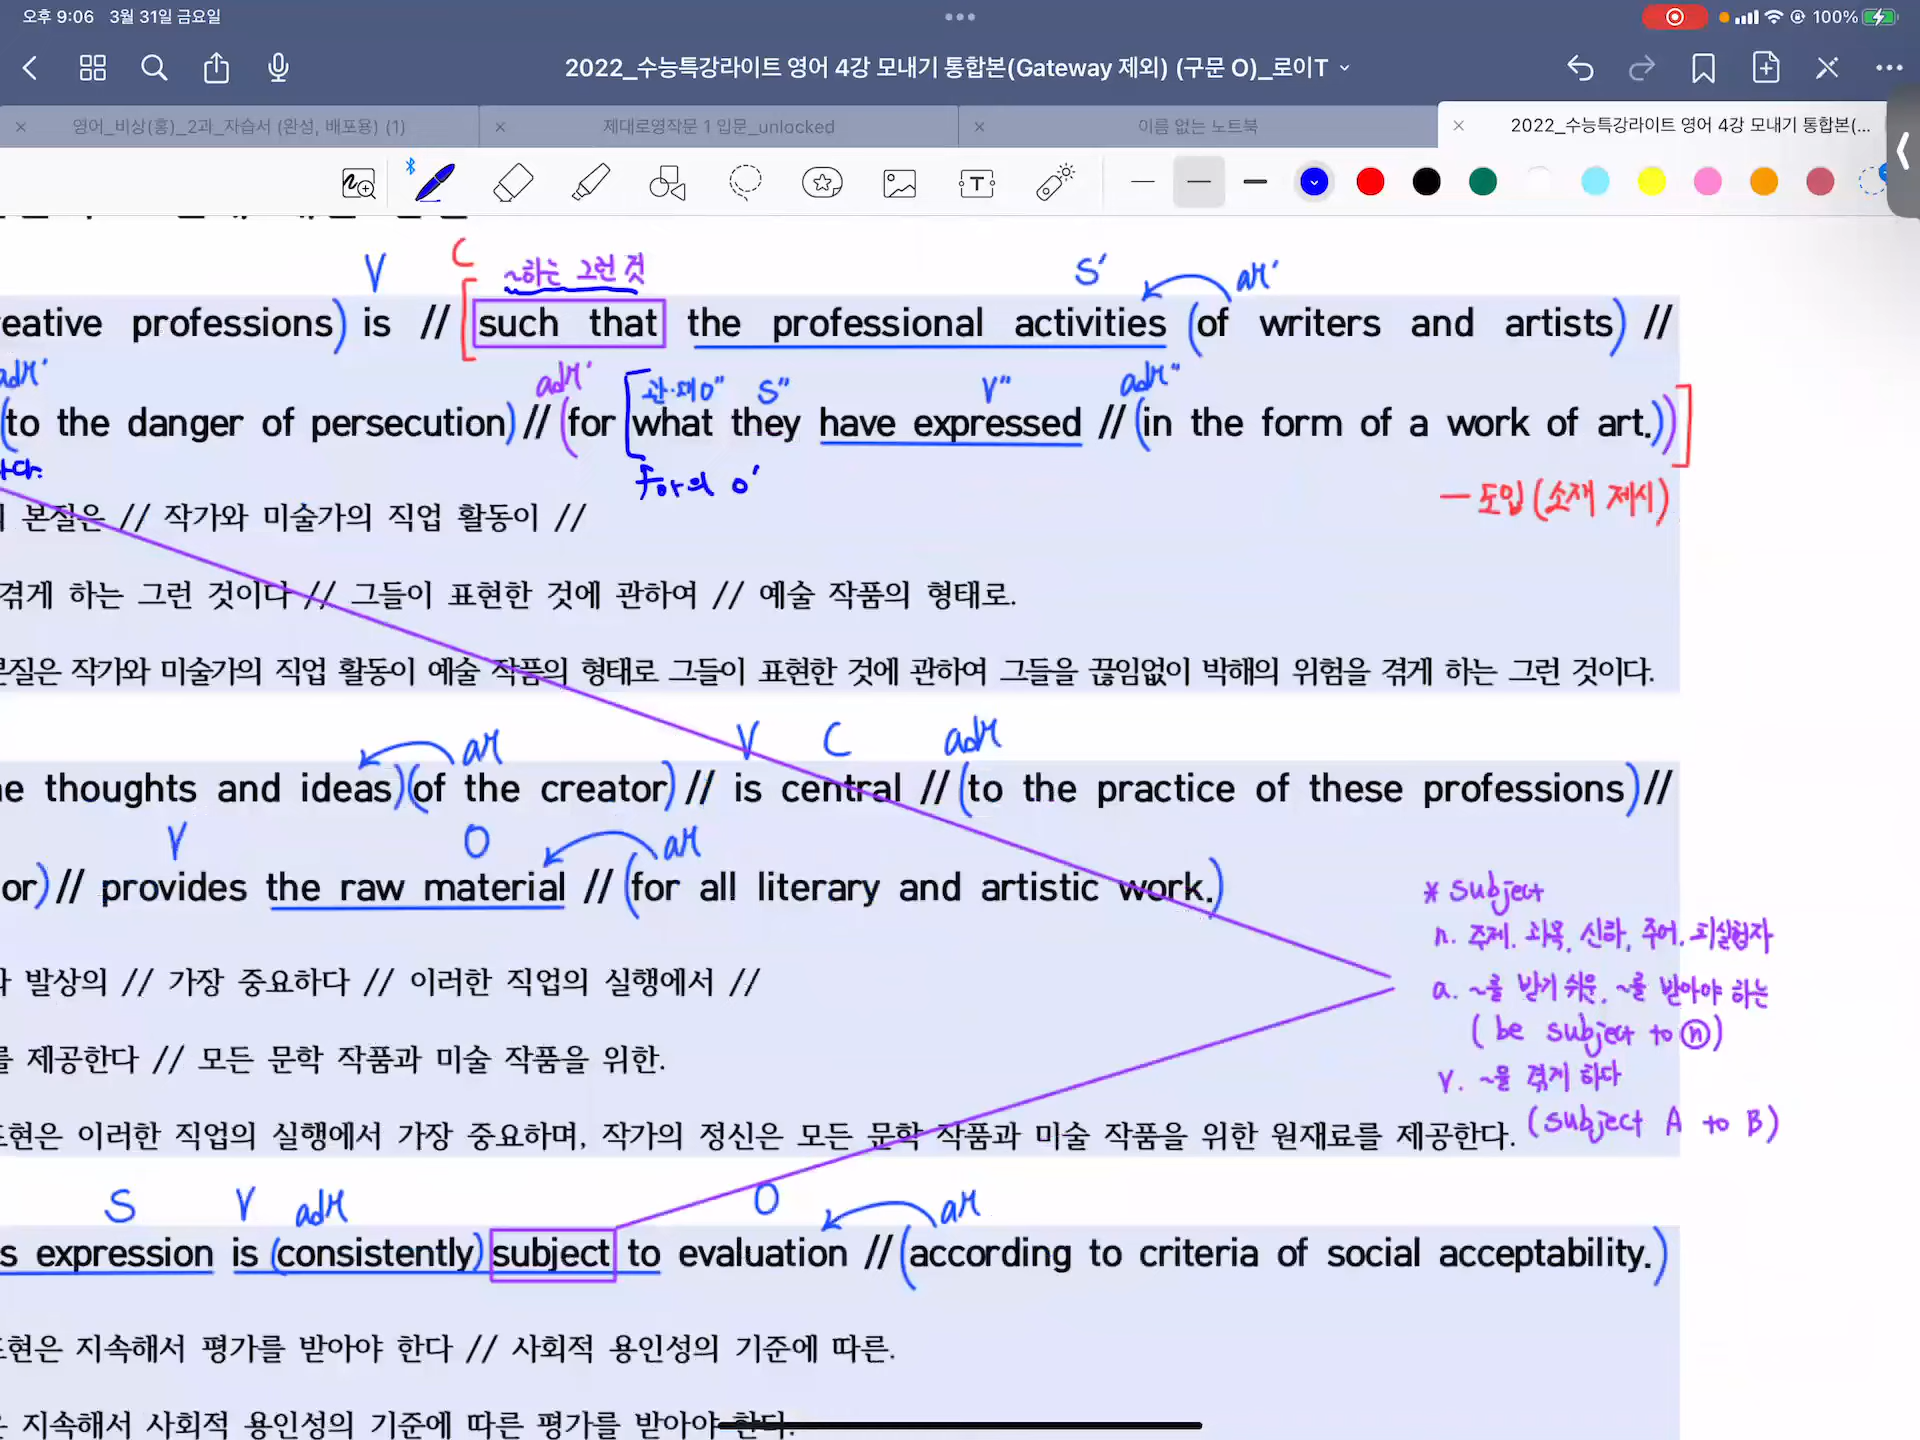 오후 9:06 3월 31일 금요일
100%
2022_수능특강라이트 영어 4강 모내기 통합본(Gateway 제외) (구문 O)_로이T
영어_비상(홍)_2과_자습서 (완성, 배포용) (1)
제대로영작문 1 입문_unlocked
이름 없는 노트북
2022_수능특강라이트 영어 4강 모내기 통합본(...
V C ~하는 그런 것 S' ar'
reative professions) is // [such that the professional activities (of writers and artists) //
adr' adr' 관·대O" S" V" adr"
(to the danger of persecution) // (for [what they have expressed // (in the form of a work of art.))]
for의 O'
- 도입 (소재 제시)
본질은 // 작가와 미술가의 직업 활동이 //
겪게 하는 그런 것이다 // 그들이 표현한 것에 관하여 // 예술 작품의 형태로.
본질은 작가와 미술가의 직업 활동이 예술 작품의 형태로 그들이 표현한 것에 관하여 그들을 끊임없이 박해의 위험을 겪게 하는 그런 것이다.
ar V C adr
e thoughts and ideas) (of the creator) // is central // (to the practice of these professions) //
V O ar
or) // provides the raw material // (for all literary and artistic work.)
* subject
n. 주제, 과목, 신하, 주어, 피실험자
발상의 // 가장 중요하다 // 이러한 직업의 실행에서 //
a. ~를 받기 쉬운, ~를 받아야 하는
(be subject to ⓝ)
를 제공한다 // 모든 문학 작품과 미술 작품을 위한.
v. ~을 겪게 하다
(subject A to B)
표현은 이러한 직업의 실행에서 가장 중요하며, 작가의 정신은 모든 문학 작품과 미술 작품을 위한 원재료를 제공한다.
S V adr O ar
s expression is (consistently) subject to evaluation // (according to criteria of social acceptability.)
표현은 지속해서 평가를 받아야 한다 // 사회적 용인성의 기준에 따른.
지속해서 사회적 용인성의 기준에 따른 평가를 받아야 한다.